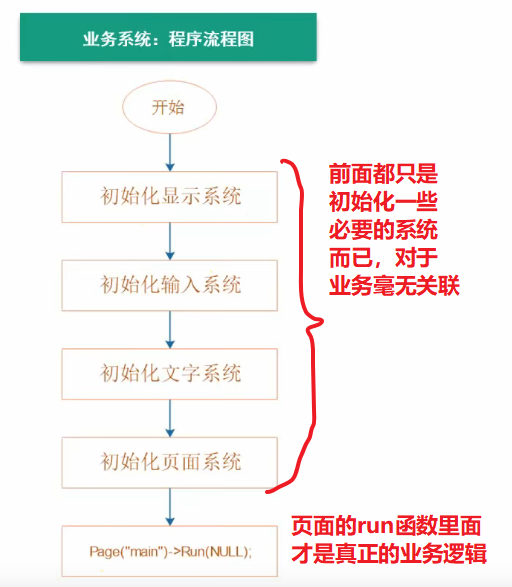 业务系统：程序流程图
开始
初始化显示系统
前面都只是
初始化一些
必要的系统
而已，对于
业务毫无关联
初始化输入系统
初始化文字系统
初始化页面系统
页面的run函数里面
才是真正的业务逻辑
Page("main")->Run(NULL);